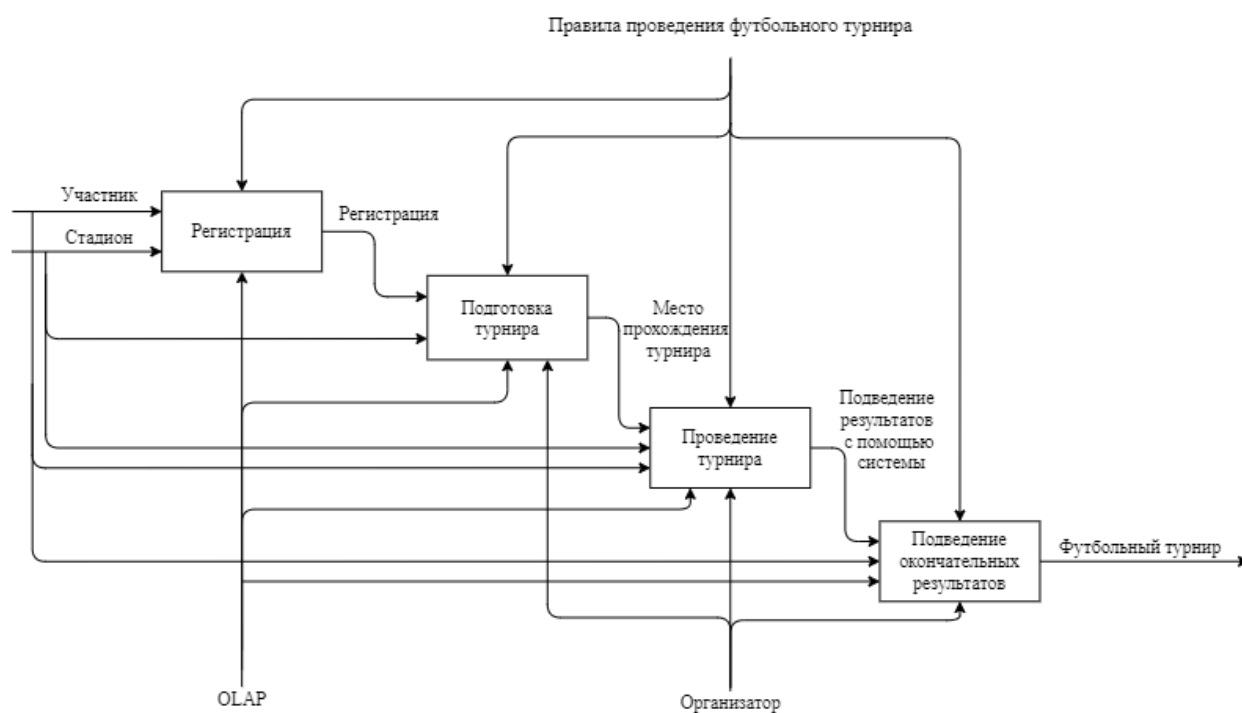 Правила проведения футбольного турнира
Участник
Стадион
Регистрация
Регистрация
Подготовка
турнира
Место
прохождения
турнира
Проведение
турнира
Подведение
результатов
с помощью
системы
Подведение
окончательных
результатов
Футбольный турнир
OLAP
Организатор